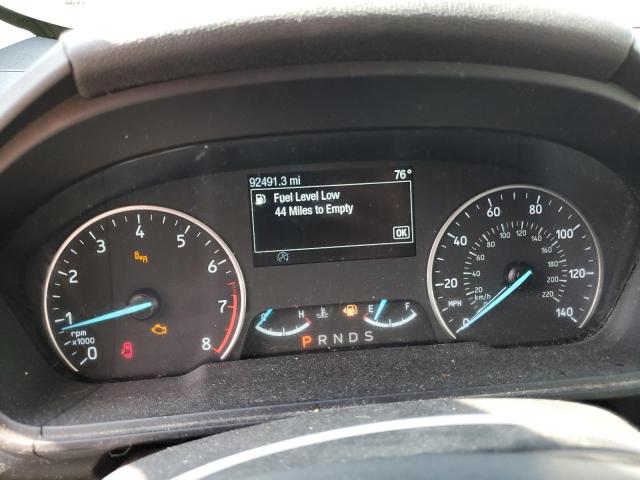 92491.3 mi 76°
Fuel Level Low
44 Miles to Empty
OK
0 1 2 3 4 5 6 7 8
rpm
x1000
0 20 40 60 80 100 120 140
MPH
km/h
20 40 60 80 100 120 140 160 180 200 220
H
E F
P R N D S